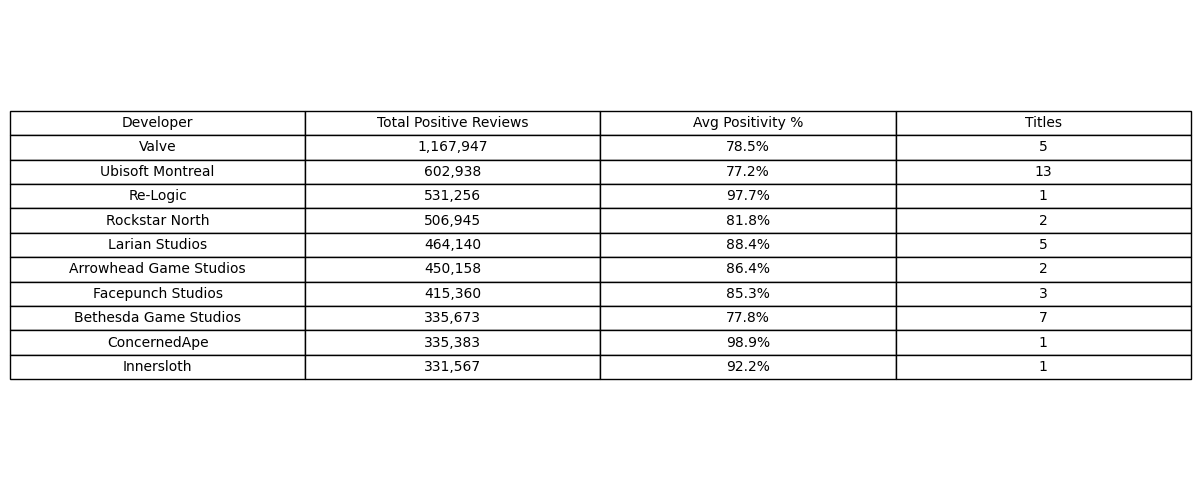 Developer Total Positive Reviews Avg Positivity % Titles
Valve 1,167,947 78.5% 5
Ubisoft Montreal 602,938 77.2% 13
Re-Logic 531,256 97.7% 1
Rockstar North 506,945 81.8% 2
Larian Studios 464,140 88.4% 5
Arrowhead Game Studios 450,158 86.4% 2
Facepunch Studios 415,360 85.3% 3
Bethesda Game Studios 335,673 77.8% 7
ConcernedApe 335,383 98.9% 1
Innersloth 331,567 92.2% 1